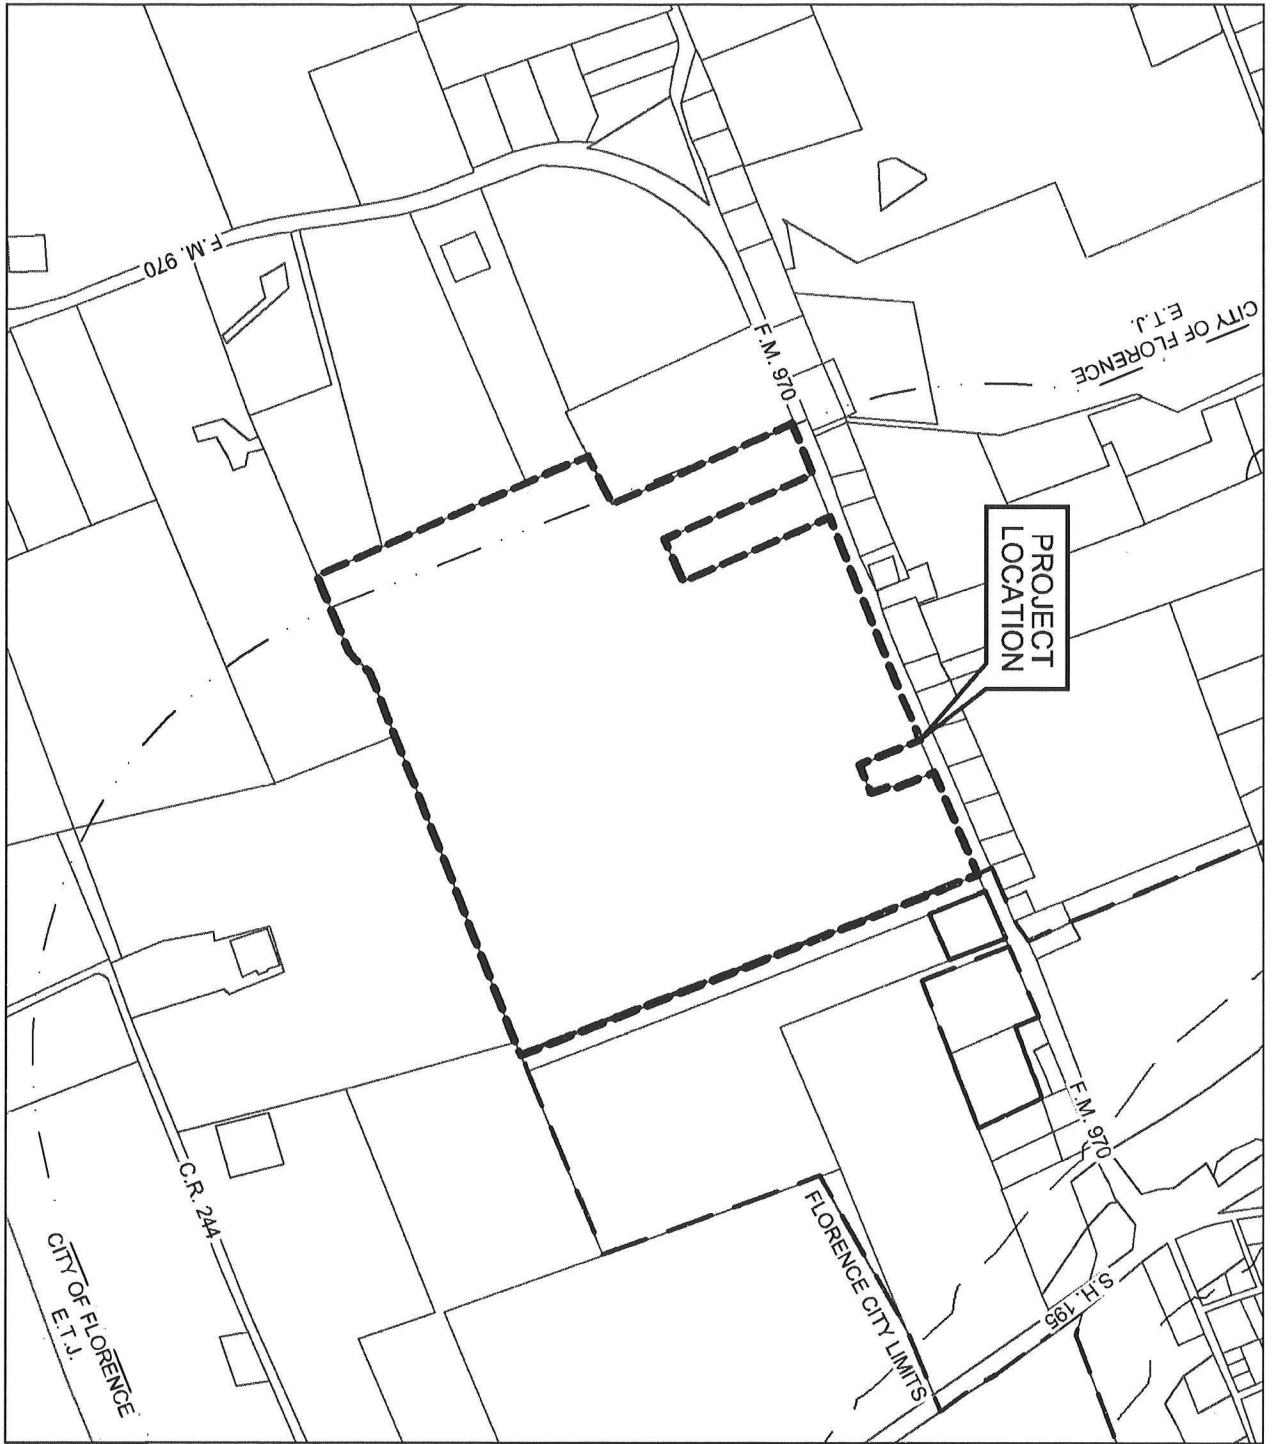 CITY OF FLORENCE
E.T.J.
F.M. 970
F.M. 970
PROJECT
LOCATION
F.M. 970
S.H. 195
FLORENCE CITY LIMITS
C.R. 244
CITY OF FLORENCE
E.T.J.